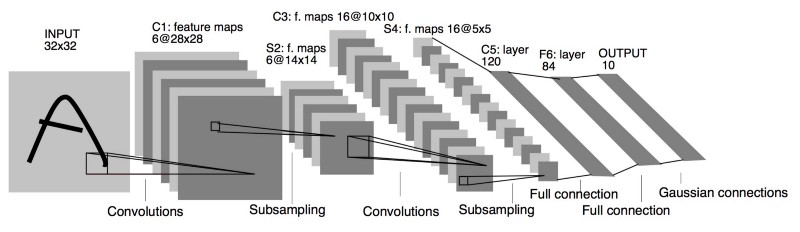 INPUT
32x32
C1: feature maps
6@28x28
S2: f. maps
6@14x14
C3: f. maps 16@10x10
S4: f. maps 16@5x5
C5: layer
120
F6: layer
84
OUTPUT
10
A
Convolutions
Subsampling
Convolutions
Subsampling
Full connection
Full connection
Gaussian connections